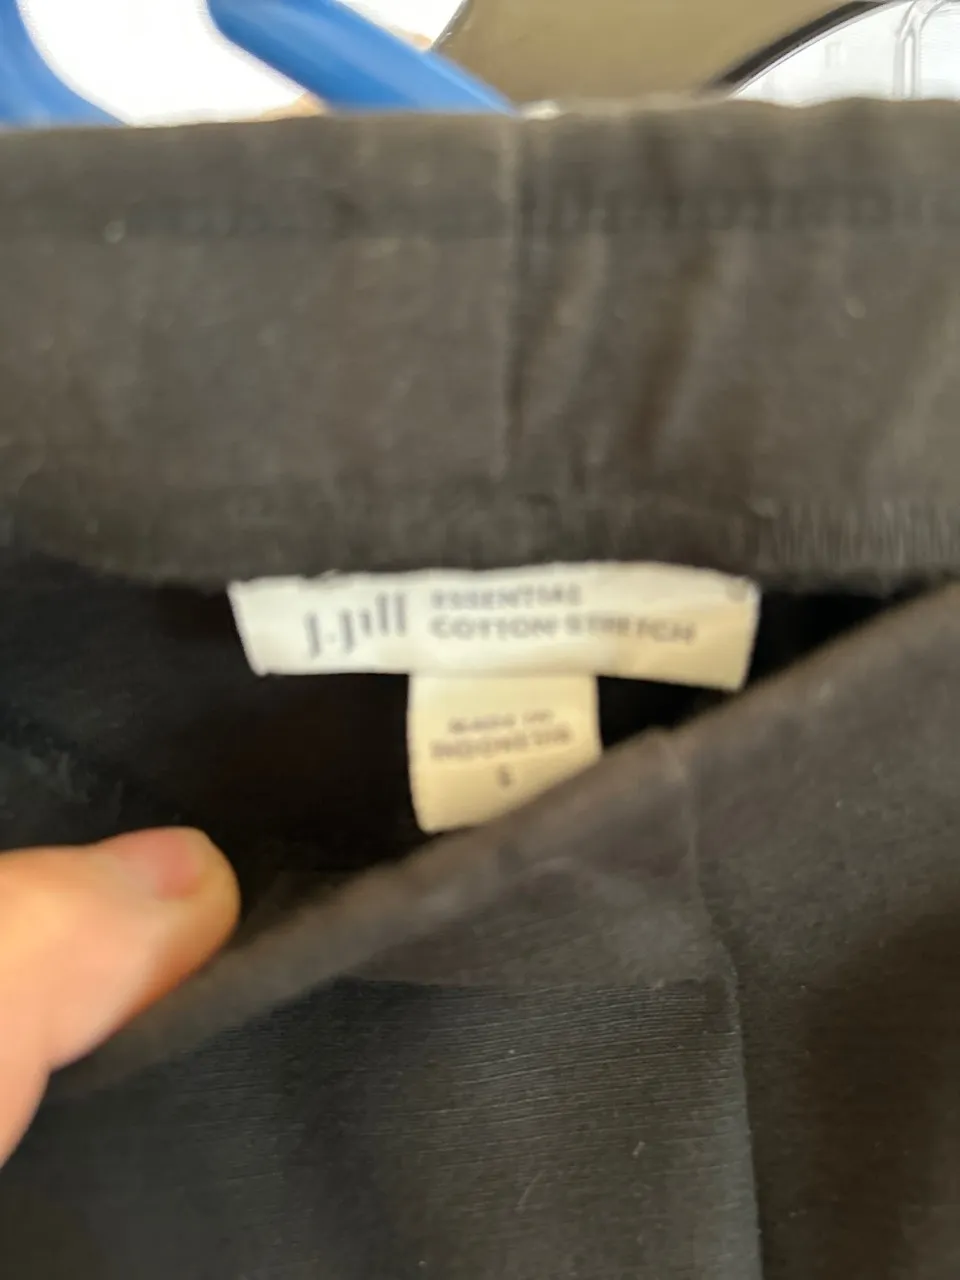 J.Jill
ESSENTIAL
COTTON STRETCH
MADE IN
INDONESIA